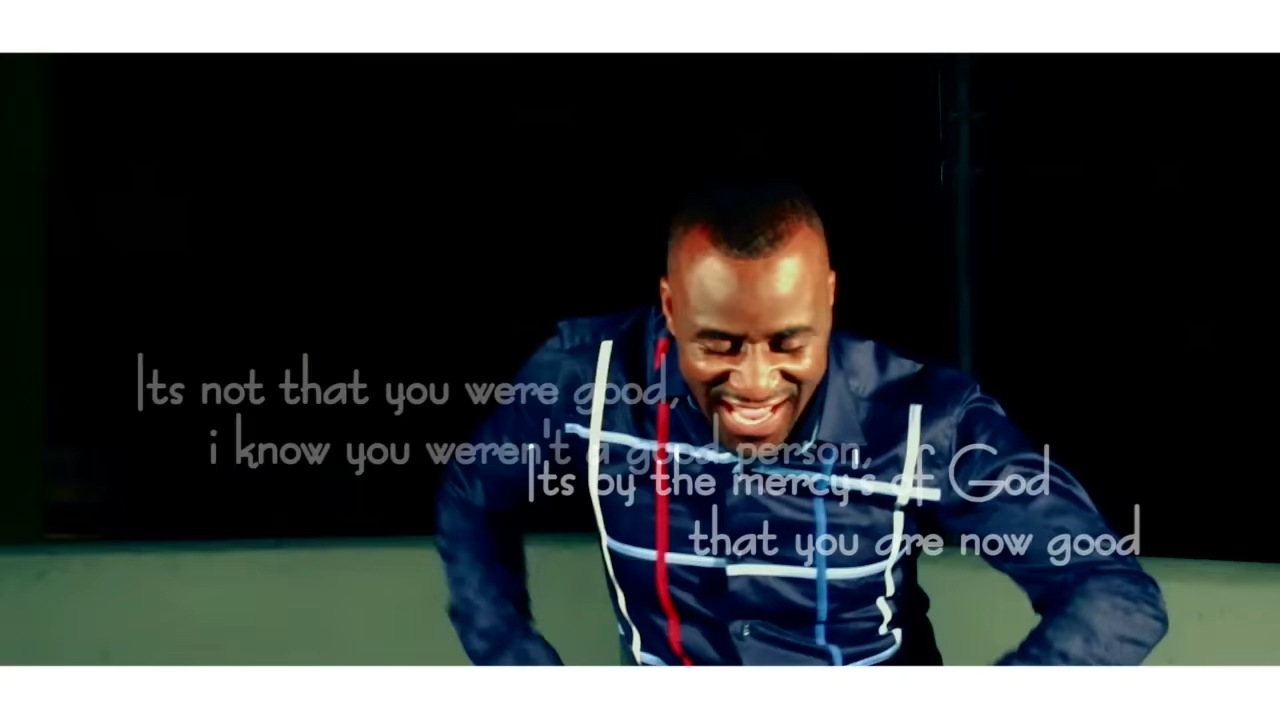 Its not that you were good,
i know you weren't a good person,
Its by the mercy's of God
that you are now good